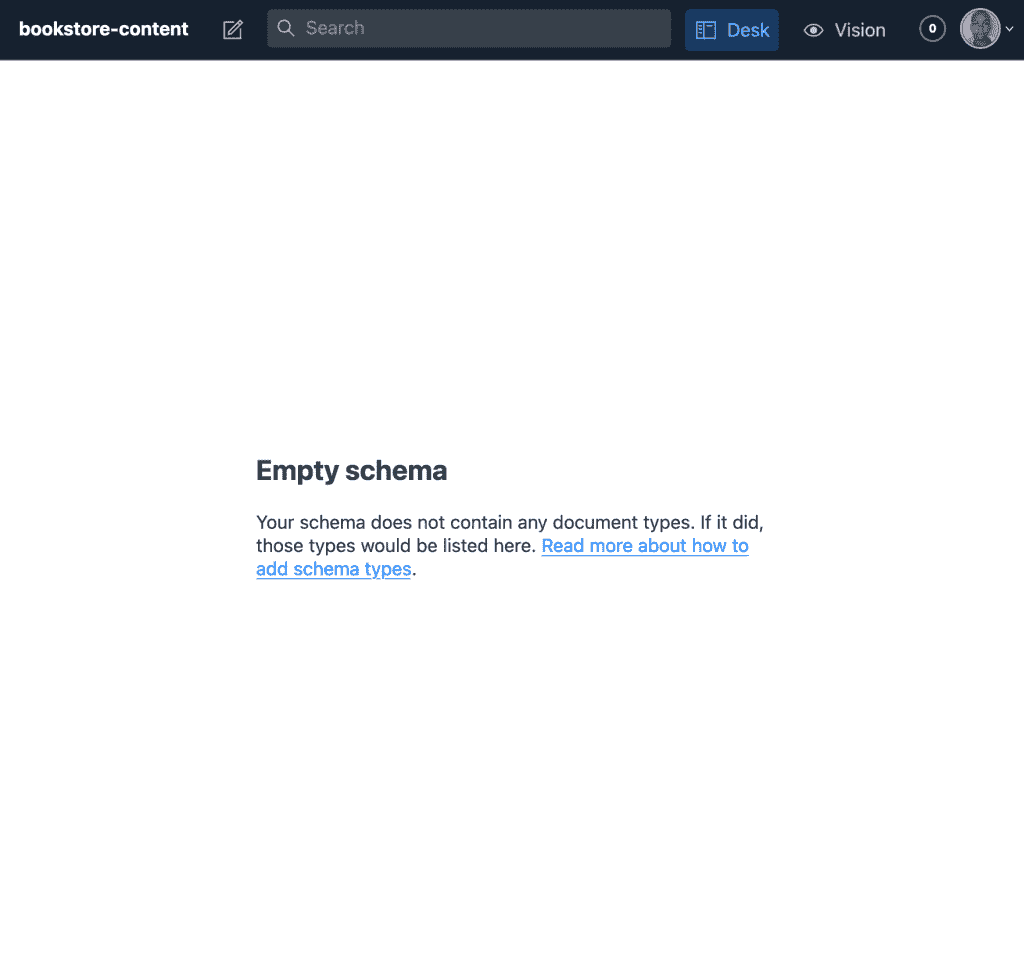 bookstore-content
Search
Desk
Vision
0
Empty schema
Your schema does not contain any document types. If it did,
those types would be listed here. Read more about how to
add schema types.